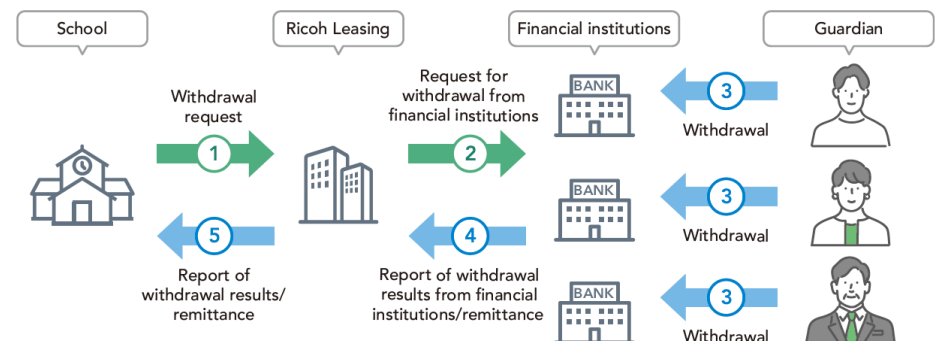 School
Ricoh Leasing
Financial institutions
Guardian
Withdrawal
request
1
Request for
withdrawal from
financial institutions
2
BANK
3
Withdrawal
BANK
3
Withdrawal
5
Report of
withdrawal results/
remittance
4
Report of withdrawal
results from financial
institutions/remittance
BANK
3
Withdrawal